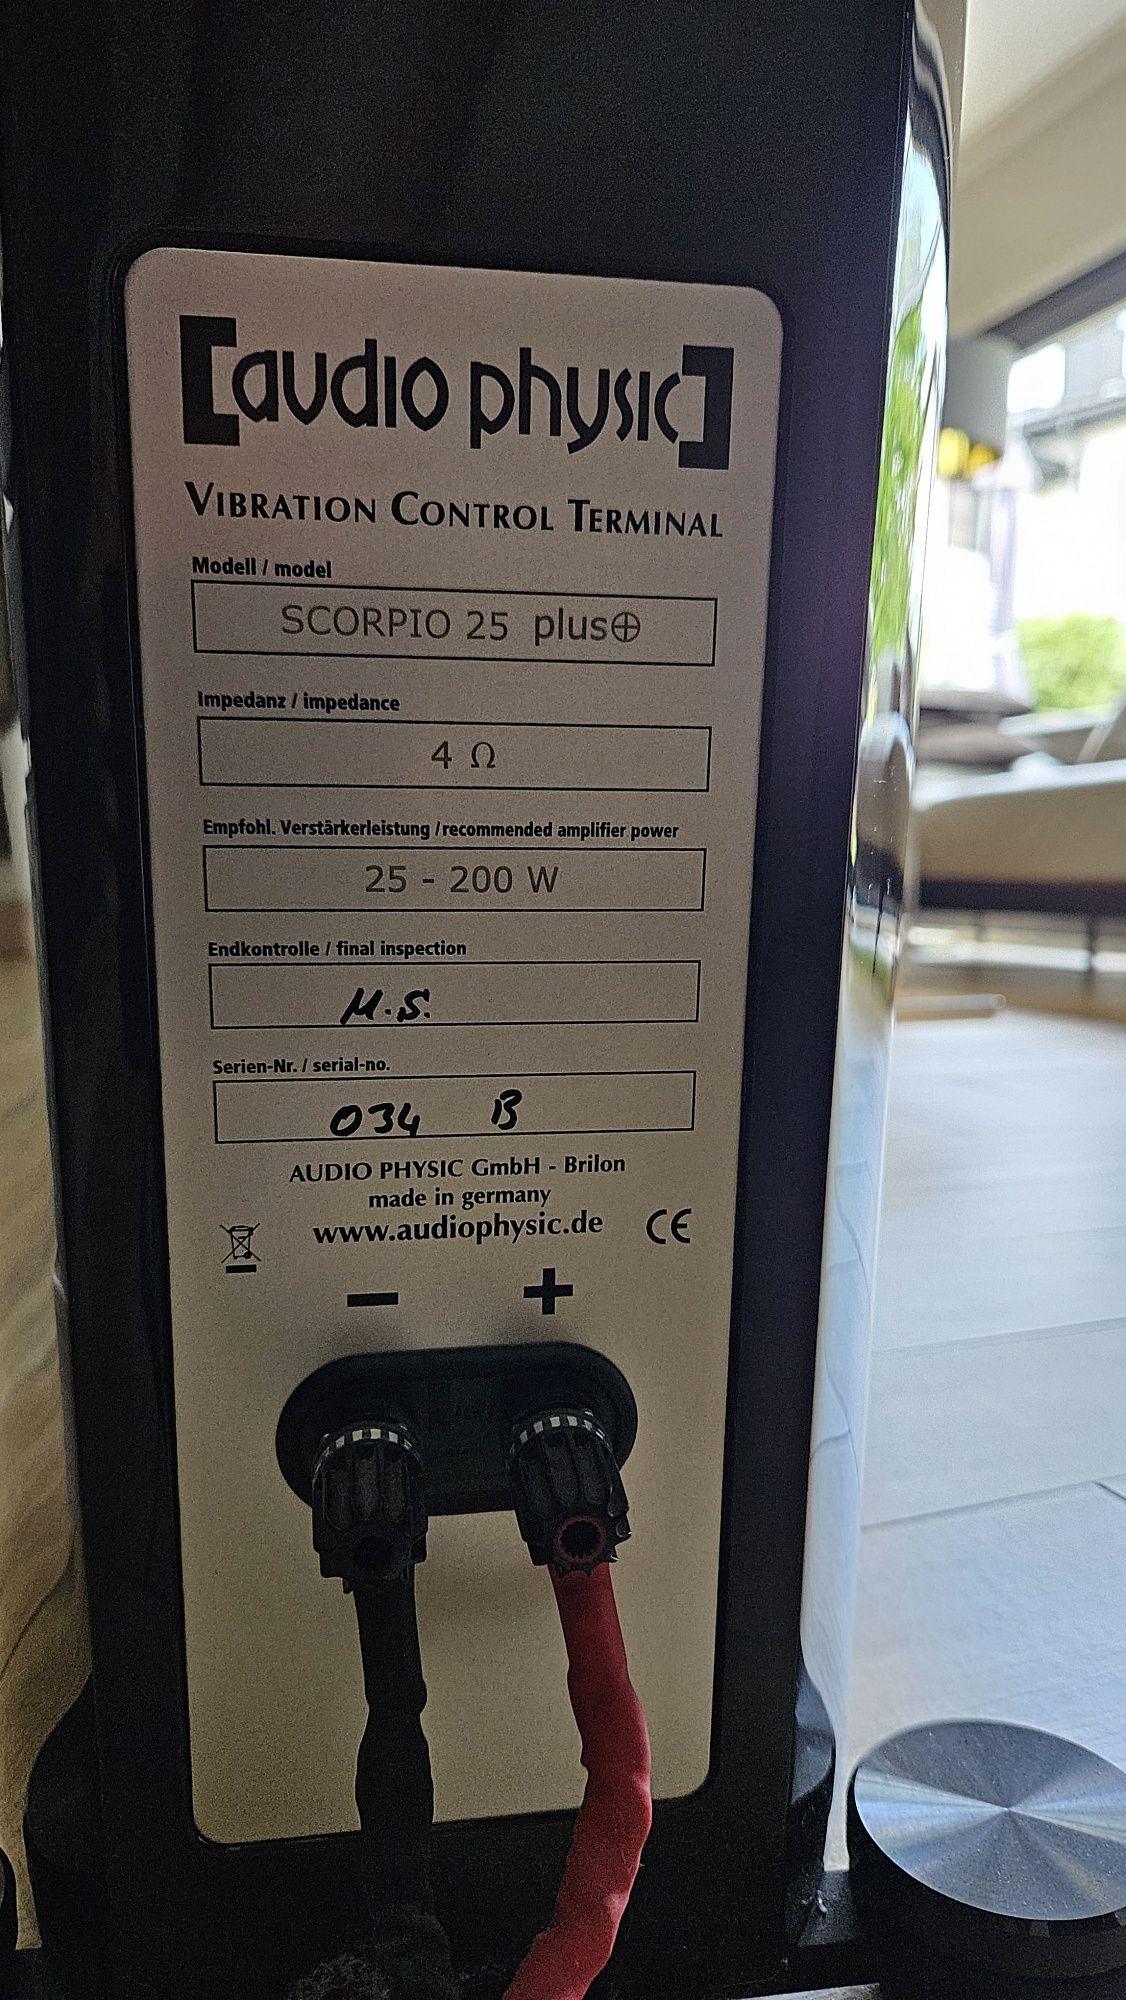 [audio physic]
VIBRATION CONTROL TERMINAL
Modell / model
SCORPIO 25 plus⊕
Impedanz / impedance
4 Ω
Empfohl. Verstärkerleistung / recommended amplifier power
25 - 200 W
Endkontrolle / final inspection
M.S.
Serien-Nr. / serial-no.
034 B
AUDIO PHYSIC GmbH - Brilon
made in germany
www.audiophysic.de CE
- +